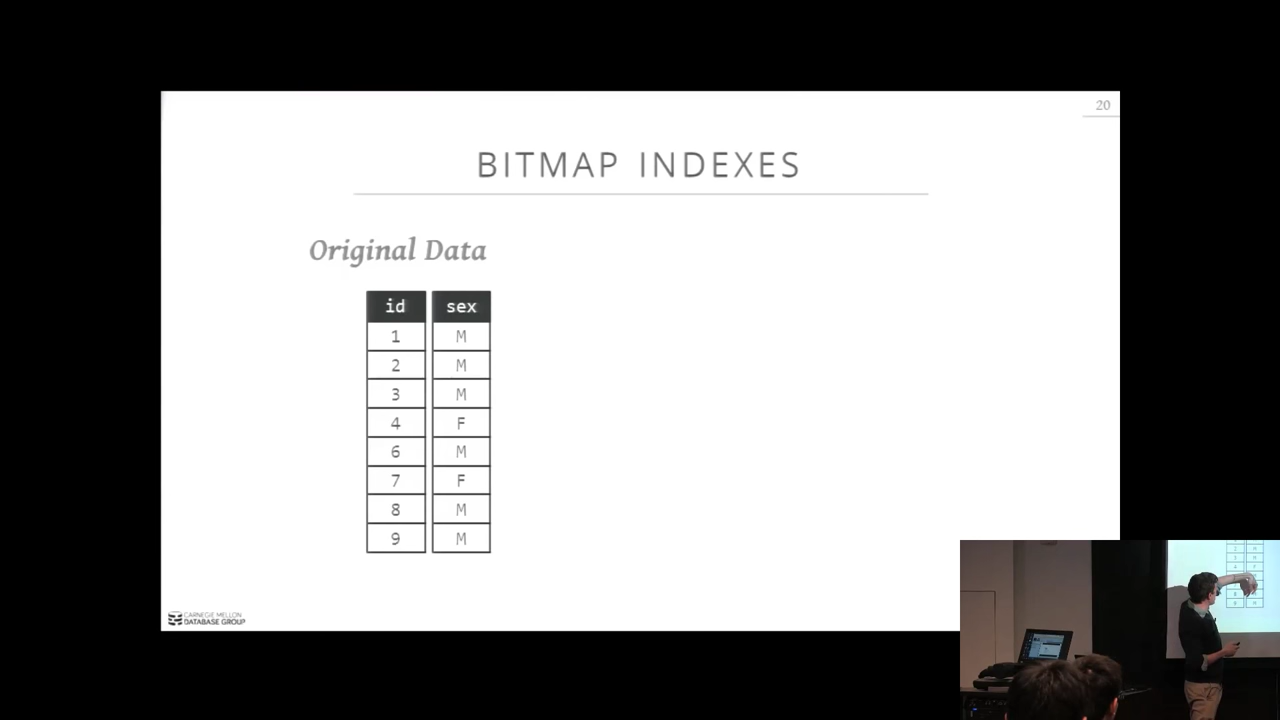 20
BITMAP INDEXES
Original Data
id sex
1 M
2 M
3 M
4 F
6 M
7 F
8 M
9 M
CARNEGIE MELLON
DATABASE GROUP